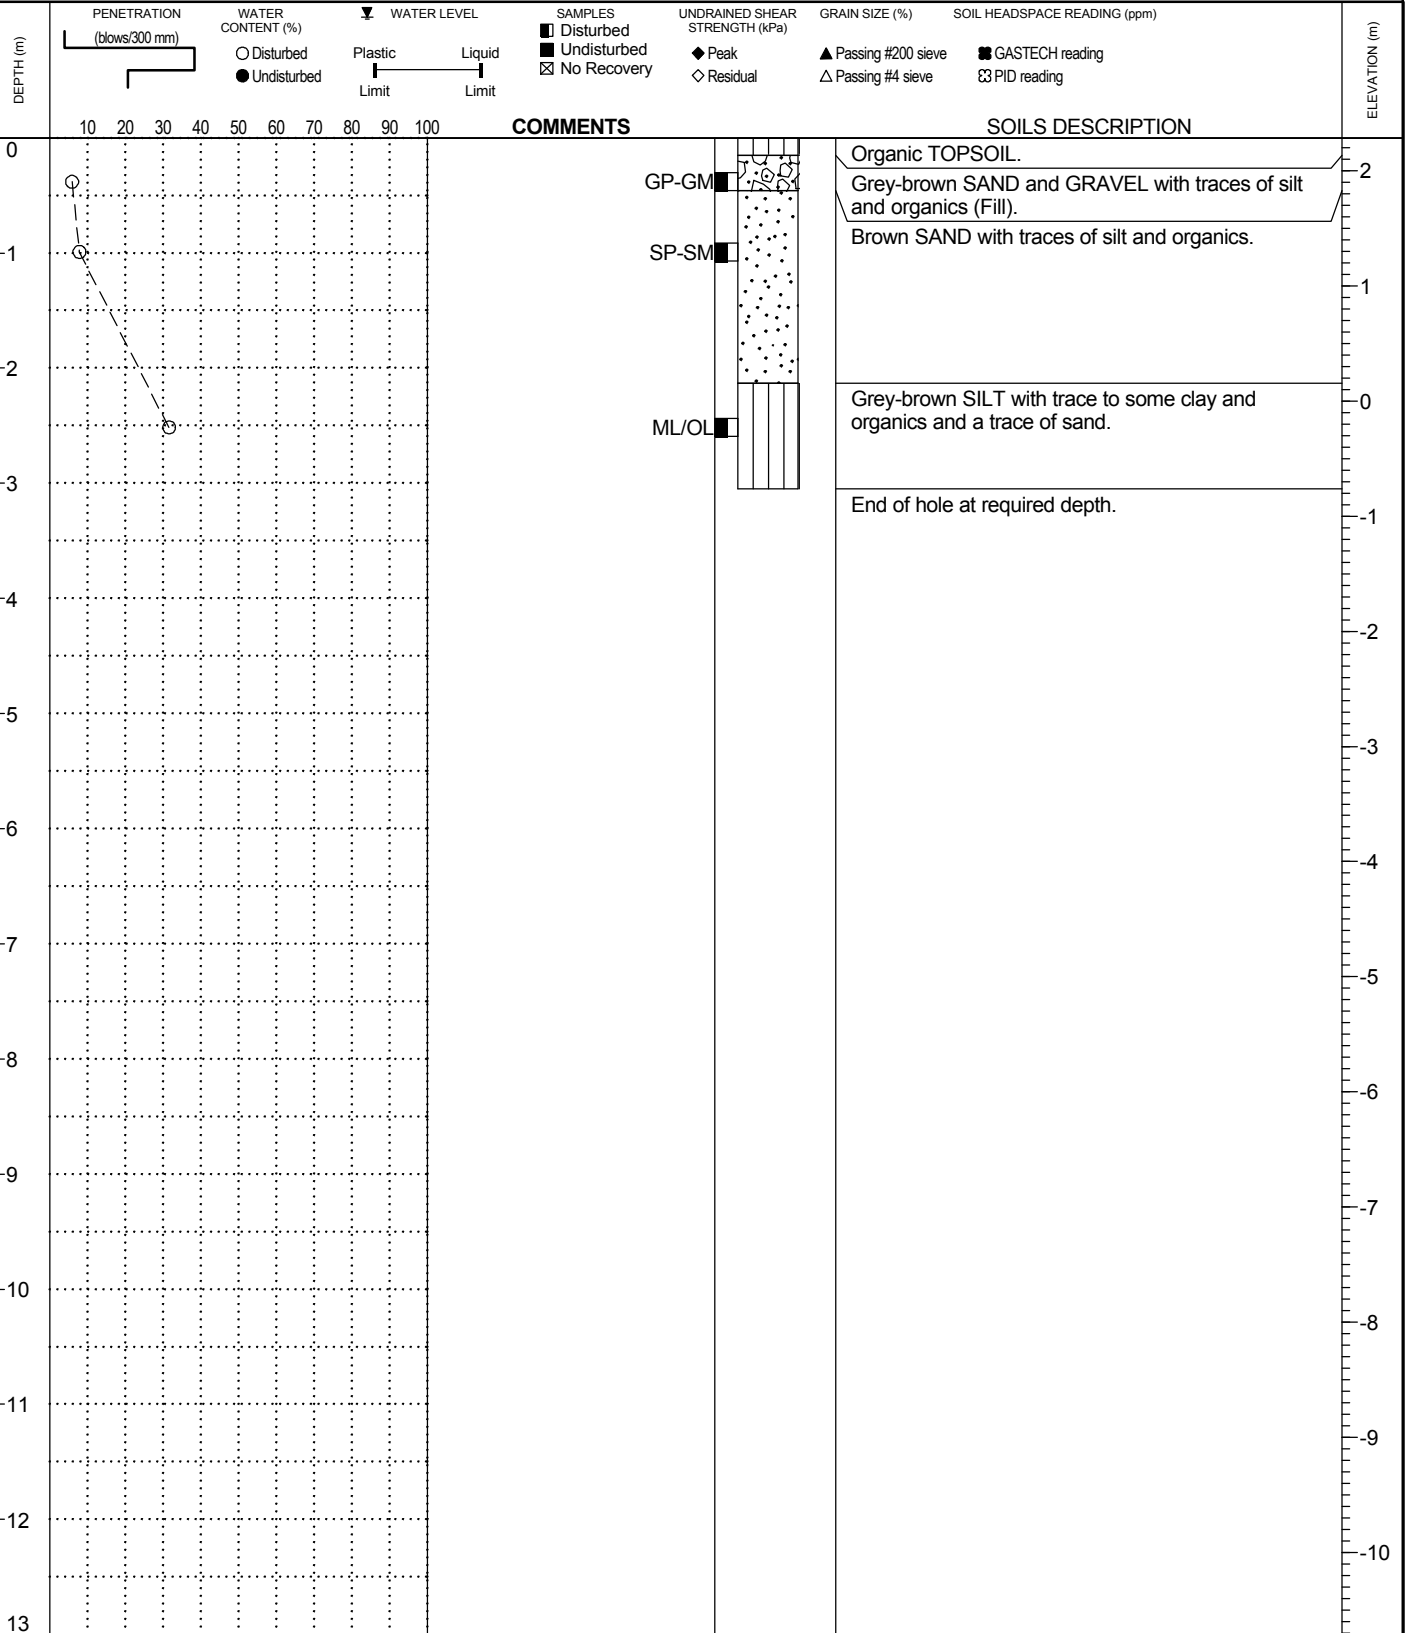 DEPTH (m)
PENETRATION
(blows/300 mm)
WATER
CONTENT (%)
Disturbed
Undisturbed
WATER LEVEL
Plastic Liquid
Limit Limit
SAMPLES
Disturbed
Undisturbed
No Recovery
UNDRAINED SHEAR
STRENGTH (kPa)
Peak
Residual
GRAIN SIZE (%)
Passing #200 sieve
Passing #4 sieve
SOIL HEADSPACE READING (ppm)
GASTECH reading
PID reading
ELEVATION (m)
10 20 30 40 50 60 70 80 90 100
COMMENTS
SOILS DESCRIPTION
0
1
2
3
4
5
6
7
8
9
10
11
12
13
GP-GM
SP-SM
ML/OL
Organic TOPSOIL.
Grey-brown SAND and GRAVEL with traces of silt
and organics (Fill).
Brown SAND with traces of silt and organics.
Grey-brown SILT with trace to some clay and
organics and a trace of sand.
End of hole at required depth.
2
1
0
-1
-2
-3
-4
-5
-6
-7
-8
-9
-10